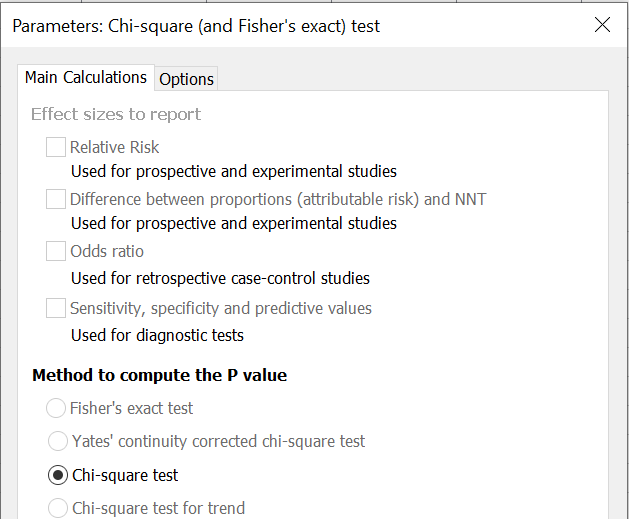 Parameters: Chi-square (and Fisher's exact) test
Main Calculations
Options
Effect sizes to report
Relative Risk
Used for prospective and experimental studies
Difference between proportions (attributable risk) and NNT
Used for prospective and experimental studies
Odds ratio
Used for retrospective case-control studies
Sensitivity, specificity and predictive values
Used for diagnostic tests
Method to compute the P value
Fisher's exact test
Yates' continuity corrected chi-square test
Chi-square test
Chi-square test for trend